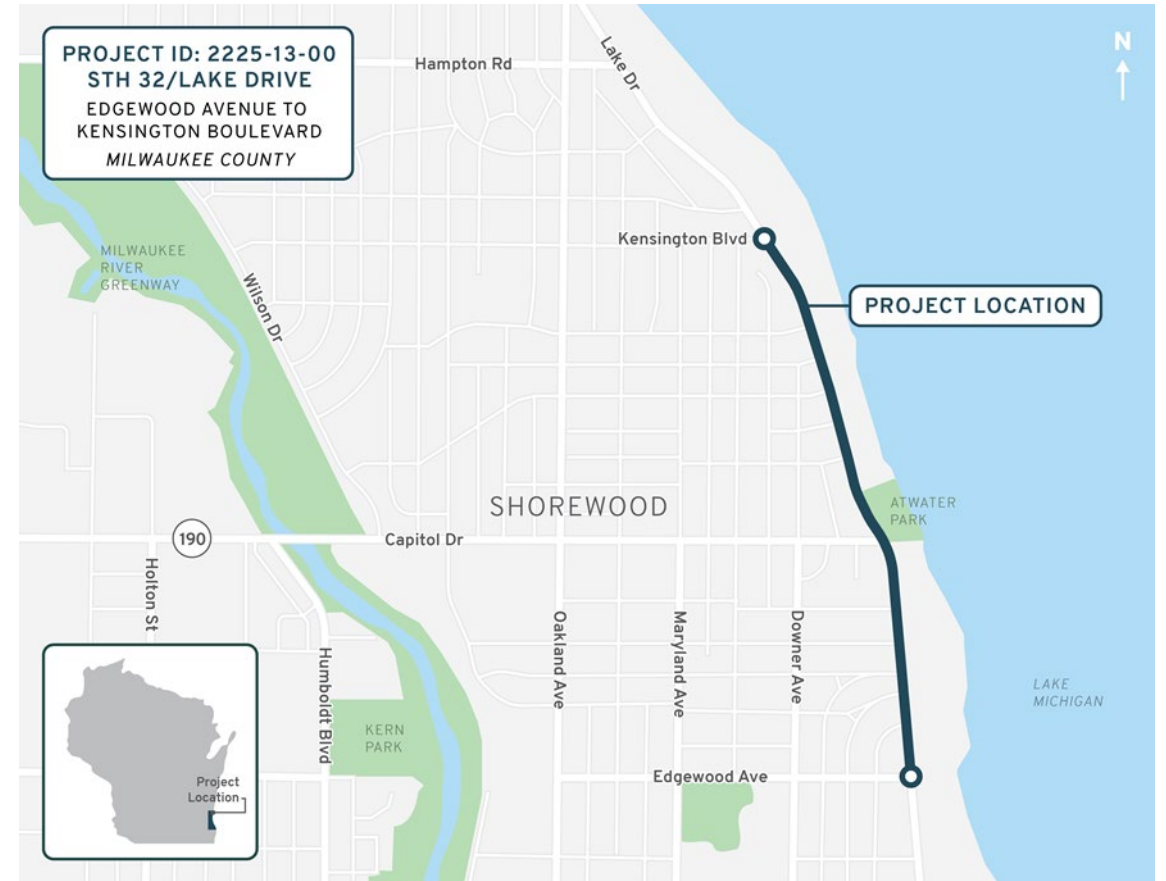 PROJECT ID: 2225-13-00
STH 32/LAKE DRIVE
EDGEWOOD AVENUE TO
KENSINGTON BOULEVARD
MILWAUKEE COUNTY
Hampton Rd
Lake Dr
N
Kensington Blvd
MILWAUKEE
RIVER
GREENWAY
Wilson Dr
PROJECT LOCATION
SHOREWOOD
ATWATER
PARK
190
Capitol Dr
Holton St
Oakland Ave
Maryland Ave
Downer Ave
Humboldt Blvd
LAKE
MICHIGAN
KERN
PARK
Edgewood Ave
Project
Location